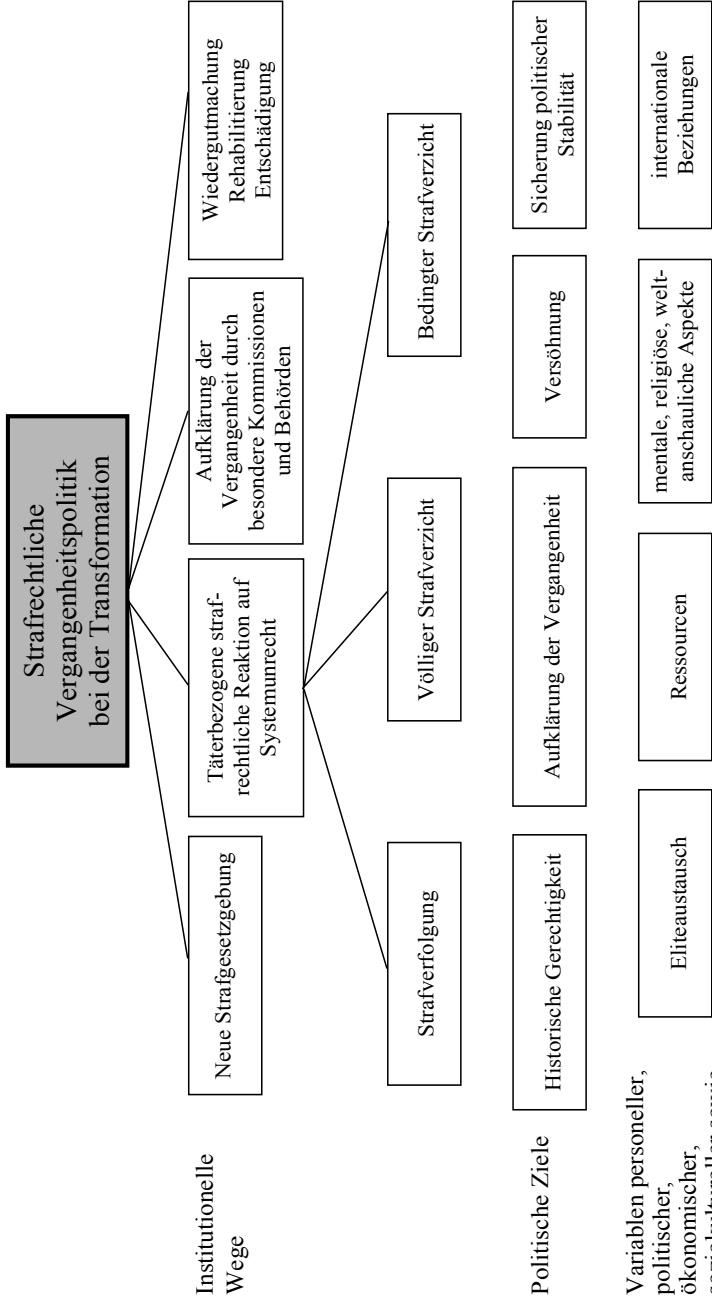 Strafrechtliche
Vergangenheitspolitik
bei der Transformation
Institutionelle
Wege
Neue Strafgesetzgebung
Täterbezogene straf-
rechtliche Reaktion auf
Systemunrecht
Aufklärung der
Vergangenheit durch
besondere Kommissionen
und Behörden
Wiedergutmachung
Rehabilitierung
Entschädigung
Strafverfolgung
Völliger Strafverzicht
Bedingter Strafverzicht
Politische Ziele
Historische Gerechtigkeit
Aufklärung der Vergangenheit
Versöhnung
Sicherung politischer
Stabilität
Variablen personeller,
politischer,
ökonomischer,
soziokultureller sowie
Eliteaustausch
Ressourcen
mentale, religiöse, welt-
anschauliche Aspekte
internationale
Beziehungen